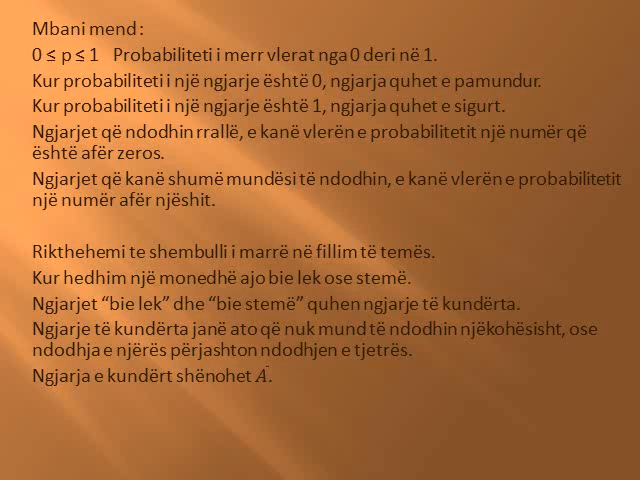 Mbani mend :
0 ≤ p ≤ 1   Probabiliteti i merr vlerat nga 0 deri në 1.
Kur probabiliteti i një ngjarje është 0, ngjarja quhet e pamundur.
Kur probabiliteti i një ngjarje është 1, ngjarja quhet e sigurt.
Ngjarjet që ndodhin rrallë, e kanë vlerën e probabilitetit një numër që
është afër zeros.
Ngjarjet që kanë shumë mundësi të ndodhin, e kanë vlerën e probabilitetit
një numër afër njëshit.
Rikthehemi te shembulli i marrë në fillim të temës.
Kur hedhim një monedhë ajo bie lek ose stemë.
Ngjarjet “bie lek” dhe “bie stemë” quhen ngjarje të kundërta.
Ngjarje të kundërta janë ato që nuk mund të ndodhin njëkohësisht, ose
ndodhja e njërës përjashton ndodhjen e tjetrës.
Ngjarja e kundërt shënohet A̅.